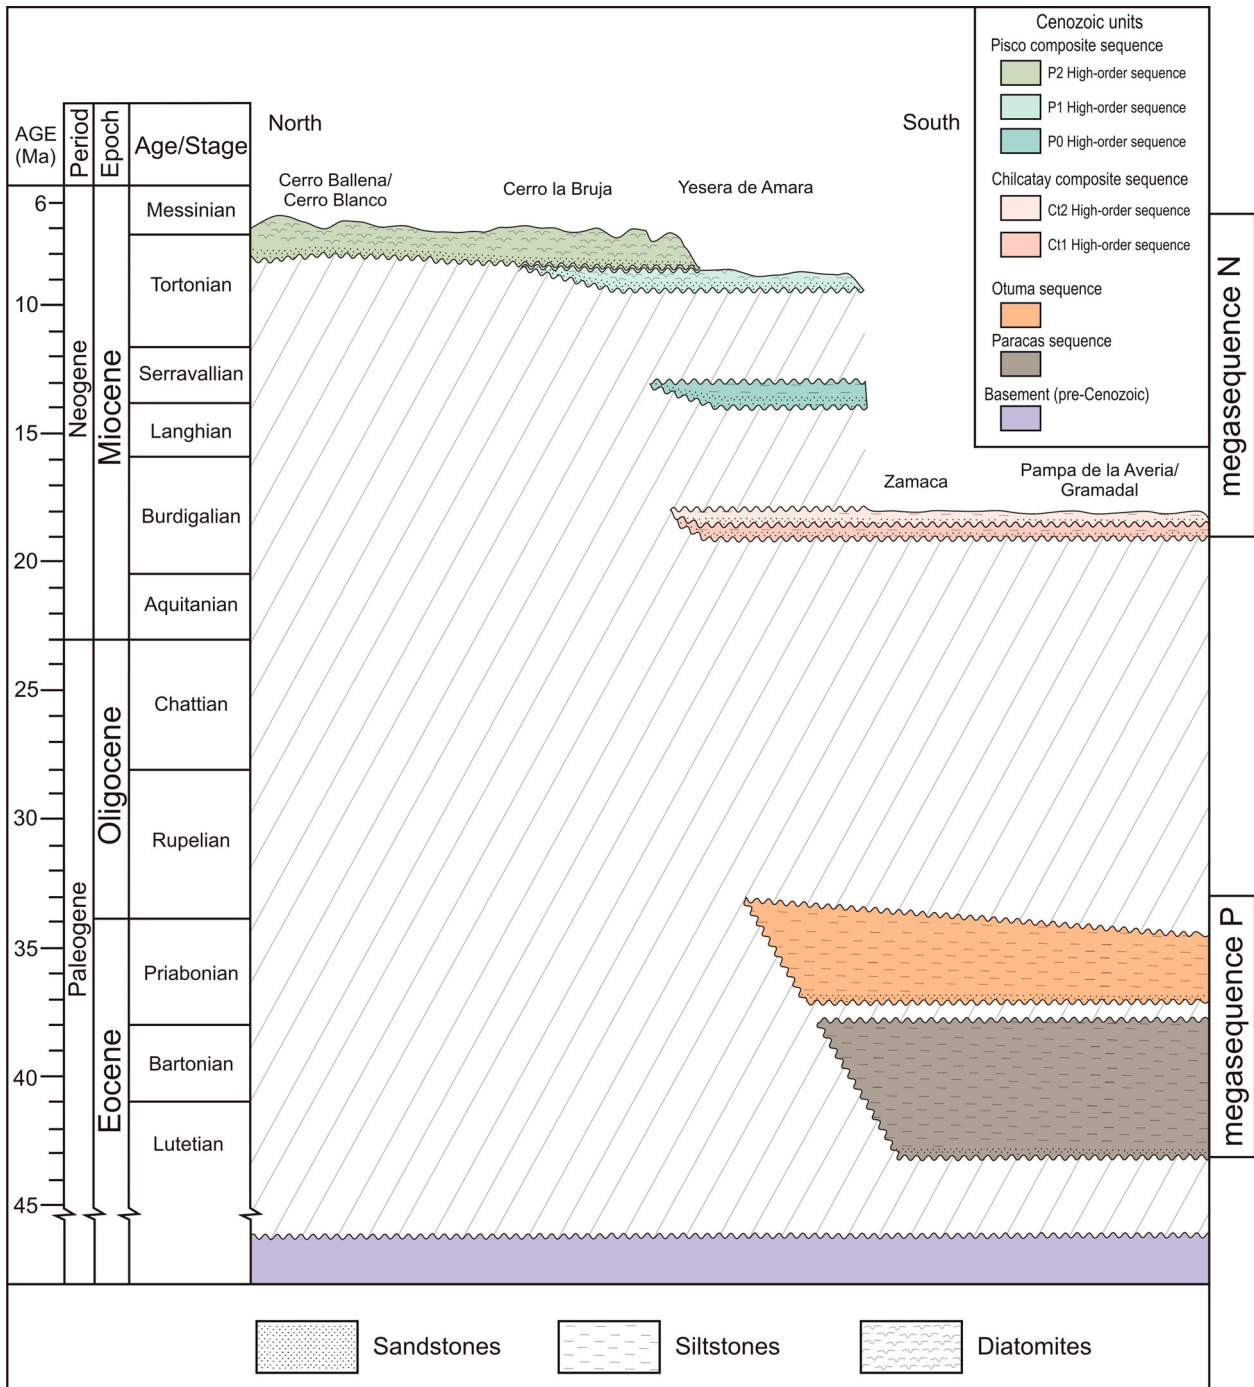 Cenozoic units
Pisco composite sequence
P2 High-order sequence
P1 High-order sequence
P0 High-order sequence
Chilcatay composite sequence
Ct2 High-order sequence
Ct1 High-order sequence
Otuma sequence
Paracas sequence
Basement (pre-Cenozoic)
AGE
(Ma)
Period
Epoch
Age/Stage
North
South
Cerro Ballena/
Cerro Blanco
Cerro la Bruja
Yesera de Amara
Zamaca
Pampa de la Averia/
Gramadal
6
10
15
20
25
30
35
40
45
Neogene
Paleogene
Miocene
Oligocene
Eocene
Messinian
Tortonian
Serravallian
Langhian
Burdigalian
Aquitanian
Chattian
Rupelian
Priabonian
Bartonian
Lutetian
megasequence N
megasequence P
Sandstones
Siltstones
Diatomites